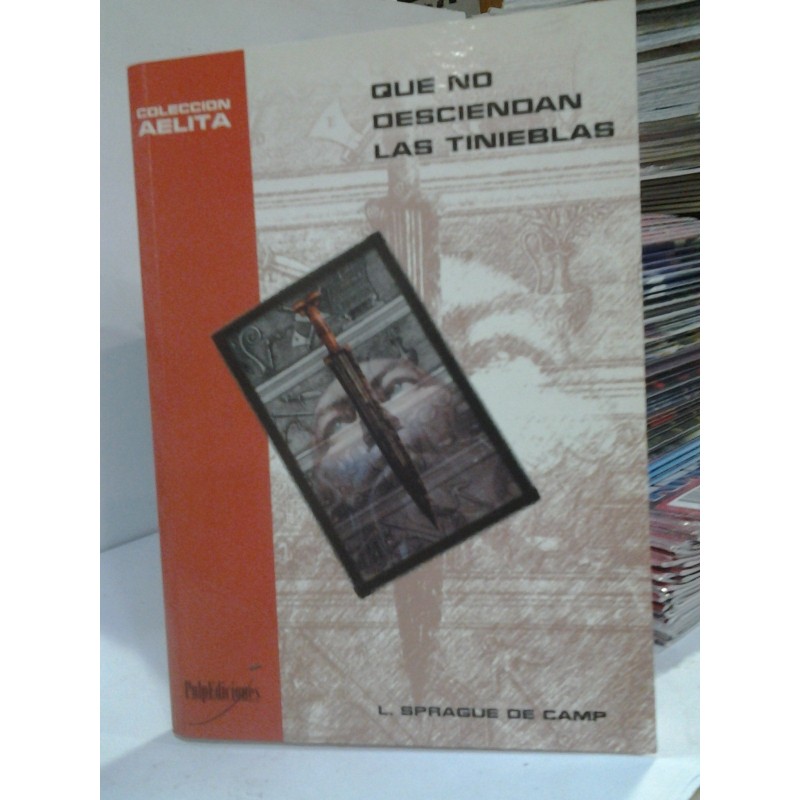 COLECCION
AELITA
QUE NO
DESCIENDAN
LAS TINIEBLAS
PulpEdiciones
L. SPRAGUE DE CAMP